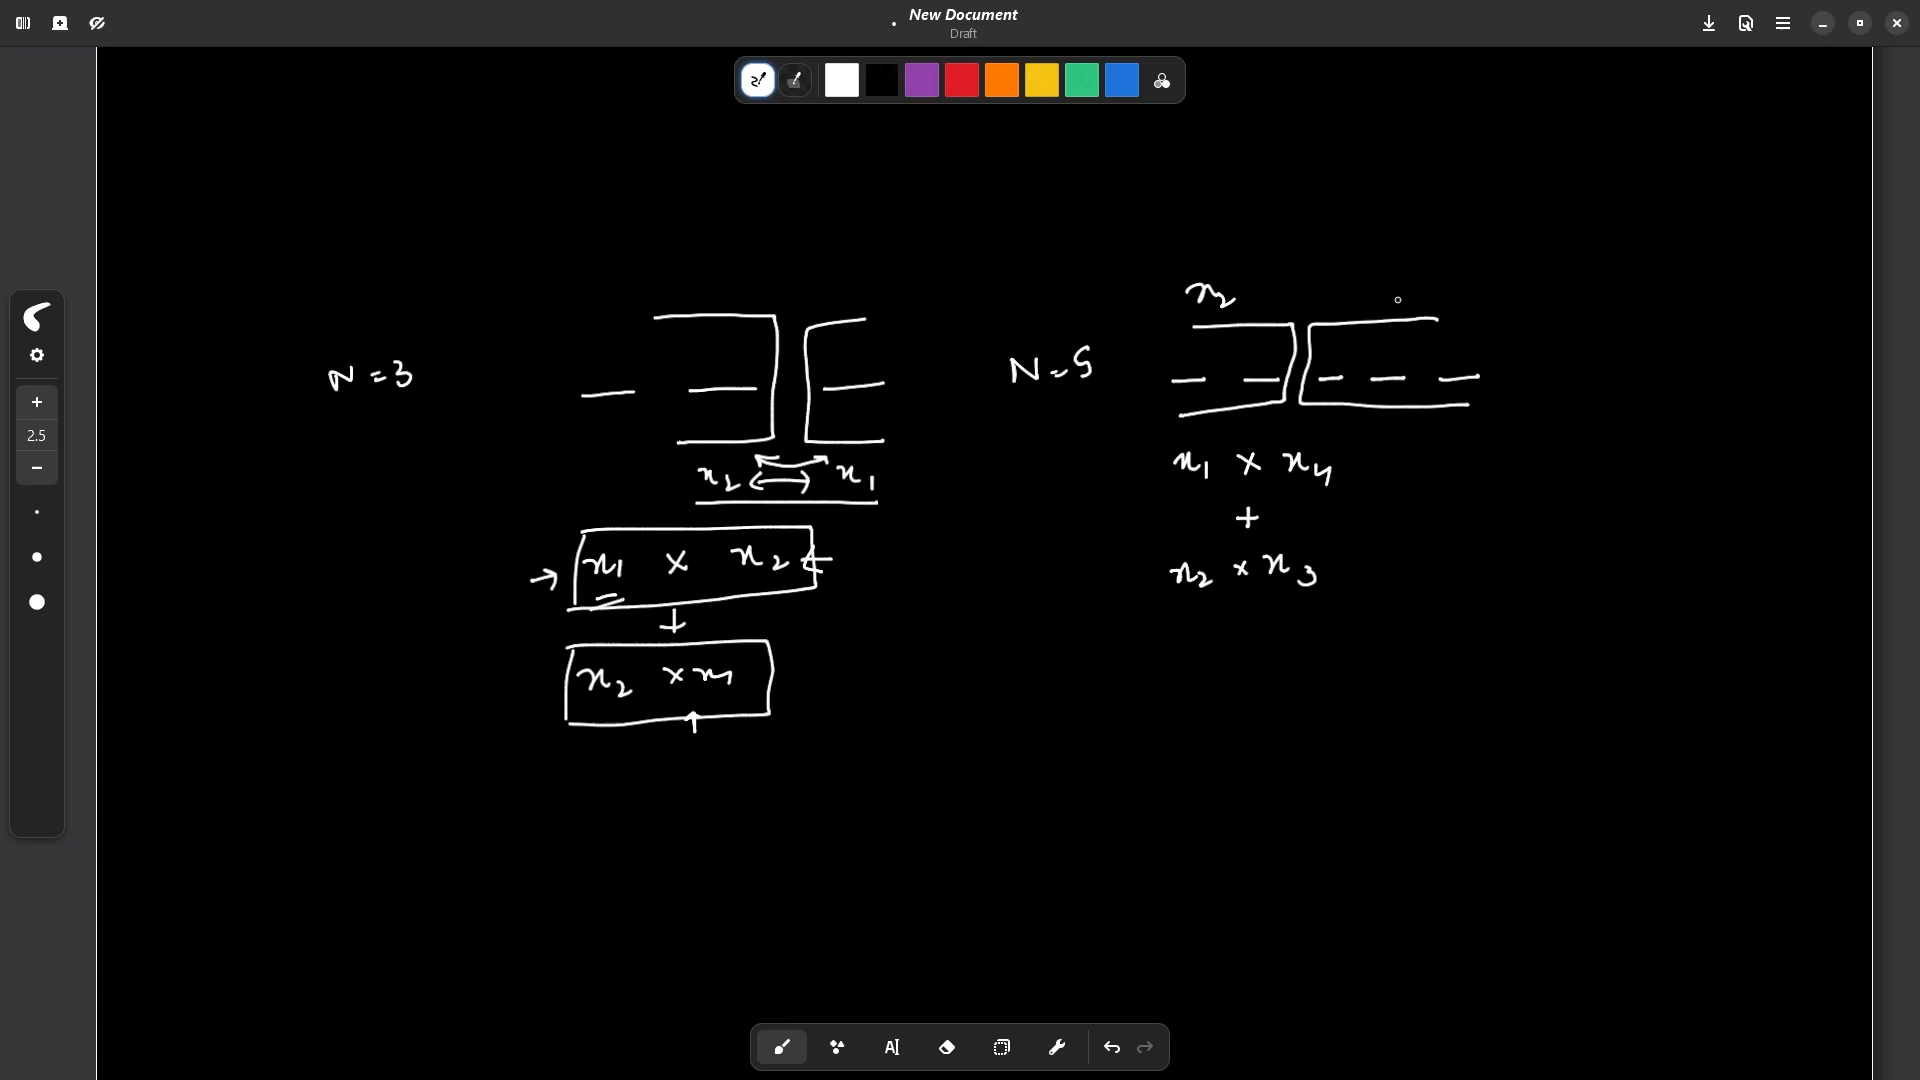 New Document
Draft
N = 3
x2 x1
x1 × x2
+
x2 × x1
N = 5
x2
x1 × x4
+
x2 × x3
+
2.5
−
A